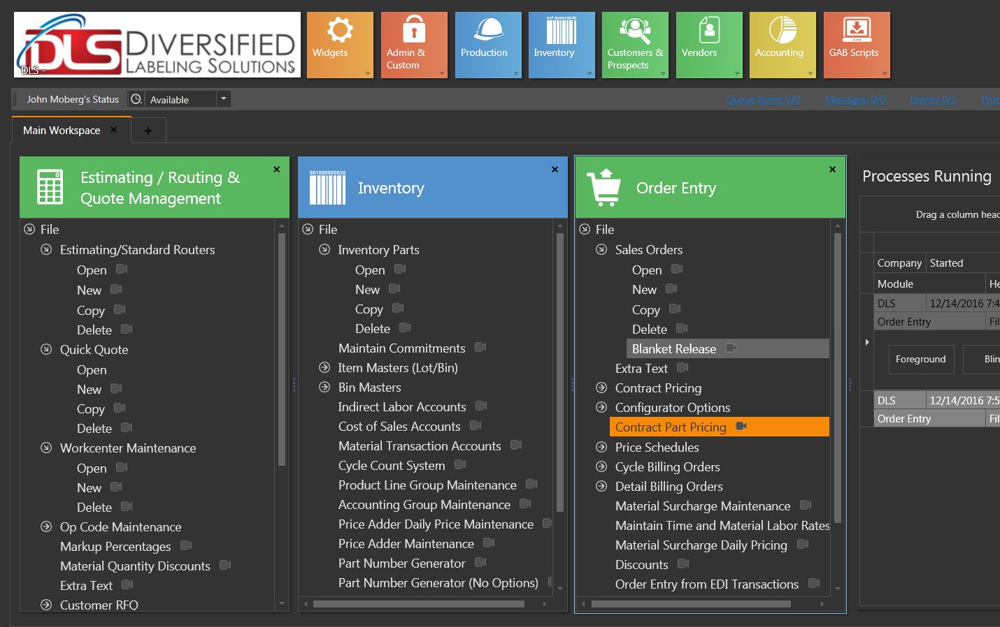 DLS DIVERSIFIED
LABELING SOLUTIONS
DLS -
Widgets
Admin &
Custom
Production
001000000020
Inventory
Customers &
Prospects
Vendors
Accounting
GAB Scripts
John Moberg's Status
Available
Queue Items: 0/0
Messages: 0/0
Events: 0/1
Proc
Main Workspace
+
Estimating / Routing &
Quote Management
File
Estimating/Standard Routers
Open
New
Copy
Delete
Quick Quote
Open
New
Copy
Delete
Workcenter Maintenance
Open
New
Delete
Op Code Maintenance
Markup Percentages
Material Quantity Discounts
Extra Text
Customer RFQ
001000000020
Inventory
File
Inventory Parts
Open
New
Copy
Delete
Maintain Commitments
Item Masters (Lot/Bin)
Bin Masters
Indirect Labor Accounts
Cost of Sales Accounts
Material Transaction Accounts
Cycle Count System
Product Line Group Maintenance
Accounting Group Maintenance
Price Adder Daily Price Maintenance
Price Adder Maintenance
Part Number Generator
Part Number Generator (No Options)
Order Entry
File
Sales Orders
Open
New
Copy
Delete
Blanket Release
Extra Text
Contract Pricing
Configurator Options
Contract Part Pricing
Price Schedules
Cycle Billing Orders
Detail Billing Orders
Material Surcharge Maintenance
Maintain Time and Material Labor Rates
Material Surcharge Daily Pricing
Discounts
Order Entry from EDI Transactions
Processes Running
Drag a column head
Company Started
Module He
DLS 12/14/2016 7:4
Order Entry Fil
Foreground Blin
DLS 12/14/2016 7:5
Order Entry Fil